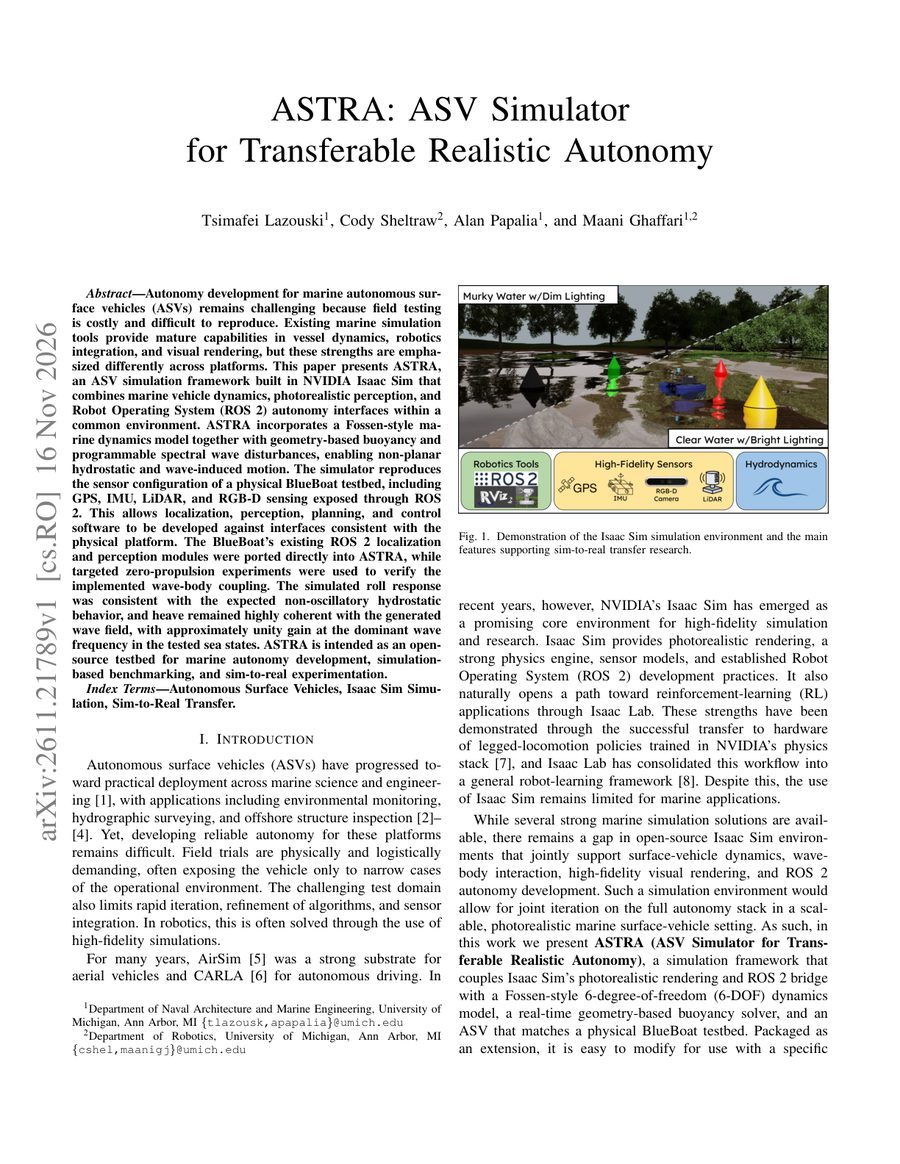 ASTRA: ASV Simulator
for Transferable Realistic Autonomy
Tsimafei Lazouski1, Cody Sheltraw2, Alan Papalia1, and Maani Ghaffari1,2
arXiv:2611.21789v1 [cs.RO] 16 Nov 2026
Abstract—Autonomy development for marine autonomous sur-
face vehicles (ASVs) remains challenging because field testing
is costly and difficult to reproduce. Existing marine simulation
tools provide mature capabilities in vessel dynamics, robotics
integration, and visual rendering, but these strengths are empha-
sized differently across platforms. This paper presents ASTRA,
an ASV simulation framework built in NVIDIA Isaac Sim that
combines marine vehicle dynamics, photorealistic perception, and
Robot Operating System (ROS 2) autonomy interfaces within a
common environment. ASTRA incorporates a Fossen-style ma-
rine dynamics model together with geometry-based buoyancy and
programmable spectral wave disturbances, enabling non-planar
hydrostatic and wave-induced motion. The simulator reproduces
the sensor configuration of a physical BlueBoat testbed, including
GPS, IMU, LiDAR, and RGB-D sensing exposed through ROS
2. This allows localization, perception, planning, and control
software to be developed against interfaces consistent with the
physical platform. The BlueBoat's existing ROS 2 localization
and perception modules were ported directly into ASTRA, while
targeted zero-propulsion experiments were used to verify the
implemented wave-body coupling. The simulated roll response
was consistent with the expected non-oscillatory hydrostatic
behavior, and heave remained highly coherent with the generated
wave field, with approximately unity gain at the dominant wave
frequency in the tested sea states. ASTRA is intended as an open-
source testbed for marine autonomy development, simulation-
based benchmarking, and sim-to-real experimentation.
Index Terms—Autonomous Surface Vehicles, Isaac Sim Simu-
lation, Sim-to-Real Transfer.
I. INTRODUCTION
Autonomous surface vehicles (ASVs) have progressed to-
ward practical deployment across marine science and engineer-
ing [1], with applications including environmental monitoring,
hydrographic surveying, and offshore structure inspection [2]–
[4]. Yet, developing reliable autonomy for these platforms
remains difficult. Field trials are physically and logistically
demanding, often exposing the vehicle only to narrow cases
of the operational environment. The challenging test domain
also limits rapid iteration, refinement of algorithms, and sensor
integration. In robotics, this is often solved through the use of
high-fidelity simulations.
For many years, AirSim [5] was a strong substrate for
aerial vehicles and CARLA [6] for autonomous driving. In
1Department of Naval Architecture and Marine Engineering, University of
Michigan, Ann Arbor, MI {tlazousk,apapalia}@umich.edu
2Department of Robotics, University of Michigan, Ann Arbor, MI
{cshel,maanigj}@umich.edu
Murky Water w/Dim Lighting
Clear Water w/Bright Lighting
Robotics Tools
ROS 2
RViz 2
High-Fidelity Sensors
GPS
IMU
RGB-D
Camera
LiDAR
Hydrodynamics
Fig. 1. Demonstration of the Isaac Sim simulation environment and the main
features supporting sim-to-real transfer research.
recent years, however, NVIDIA's Isaac Sim has emerged as
a promising core environment for high-fidelity simulation
and research. Isaac Sim provides photorealistic rendering, a
strong physics engine, sensor models, and established Robot
Operating System (ROS 2) development practices. It also
naturally opens a path toward reinforcement-learning (RL)
applications through Isaac Lab. These strengths have been
demonstrated through the successful transfer to hardware
of legged-locomotion policies trained in NVIDIA's physics
stack [7], and Isaac Lab has consolidated this workflow into
a general robot-learning framework [8]. Despite this, the use
of Isaac Sim remains limited for marine applications.
While several strong marine simulation solutions are avail-
able, there remains a gap in open-source Isaac Sim environ-
ments that jointly support surface-vehicle dynamics, wave-
body interaction, high-fidelity visual rendering, and ROS 2
autonomy development. Such a simulation environment would
allow for joint iteration on the full autonomy stack in a scal-
able, photorealistic marine surface-vehicle setting. As such, in
this work we present ASTRA (ASV Simulator for Trans-
ferable Realistic Autonomy), a simulation framework that
couples Isaac Sim's photorealistic rendering and ROS 2 bridge
with a Fossen-style 6-degree-of-freedom (6-DOF) dynamics
model, a real-time geometry-based buoyancy solver, and an
ASV that matches a physical BlueBoat testbed. Packaged as
an extension, it is easy to modify for use with a specific